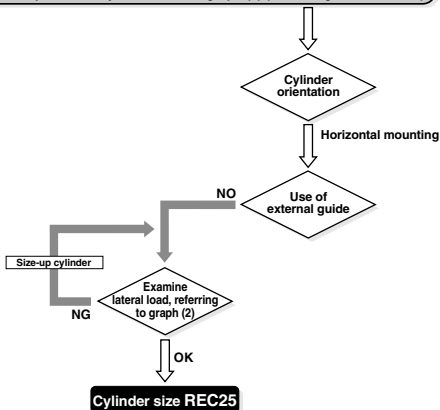 Cylinder
orientation
Horizontal mounting
NO
Use of
external guide
Size-up cylinder
Examine
lateral load, referring
to graph (2)
NG
OK
Cylinder size REC25